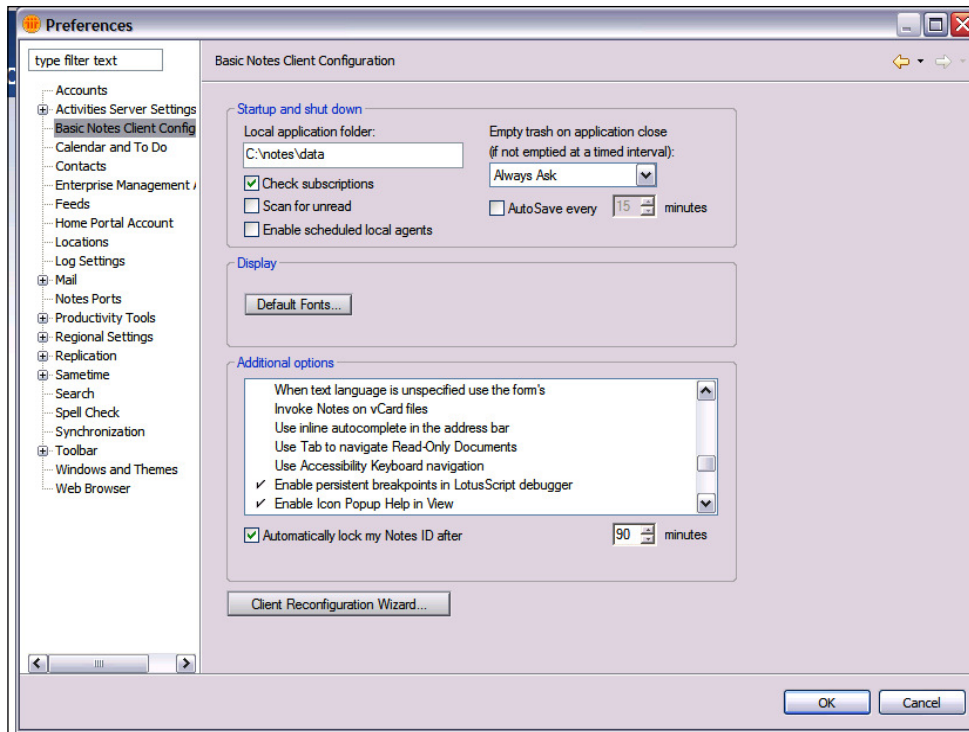 Preferences
type filter text
Accounts
Activities Server Settings
Basic Notes Client Config
Calendar and To Do
Contacts
Enterprise Management
Feeds
Home Portal Account
Locations
Log Settings
Mail
Notes Ports
Productivity Tools
Regional Settings
Replication
Sametime
Search
Spell Check
Synchronization
Toolbar
Windows and Themes
Web Browser
Basic Notes Client Configuration
Startup and shut down
Local application folder:
C:\notes\data
Check subscriptions
Scan for unread
Enable scheduled local agents
Empty trash on application close
(if not emptied at a timed interval):
Always Ask
AutoSave every 15 minutes
Display
Default Fonts...
Additional options
When text language is unspecified use the form's
Invoke Notes on vCard files
Use inline autocomplete in the address bar
Use Tab to navigate Read-Only Documents
Use Accessibility Keyboard navigation
Enable persistent breakpoints in LotusScript debugger
Enable Icon Popup Help in View
Automatically lock my Notes ID after 90 minutes
Client Reconfiguration Wizard...
OK Cancel